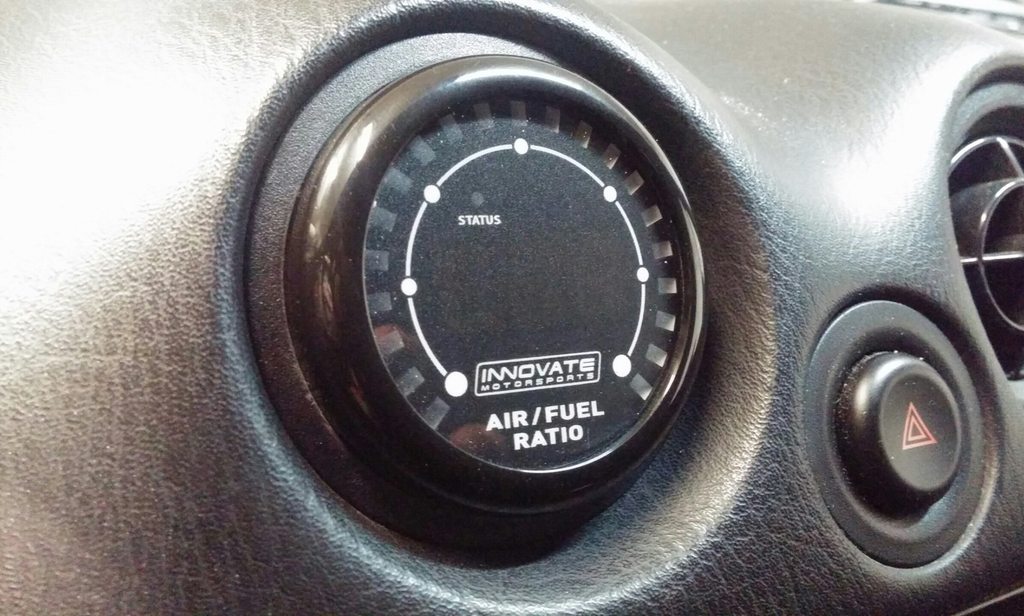 STATUS
INNOVATE
MOTORSPORTS
AIR/FUEL
RATIO